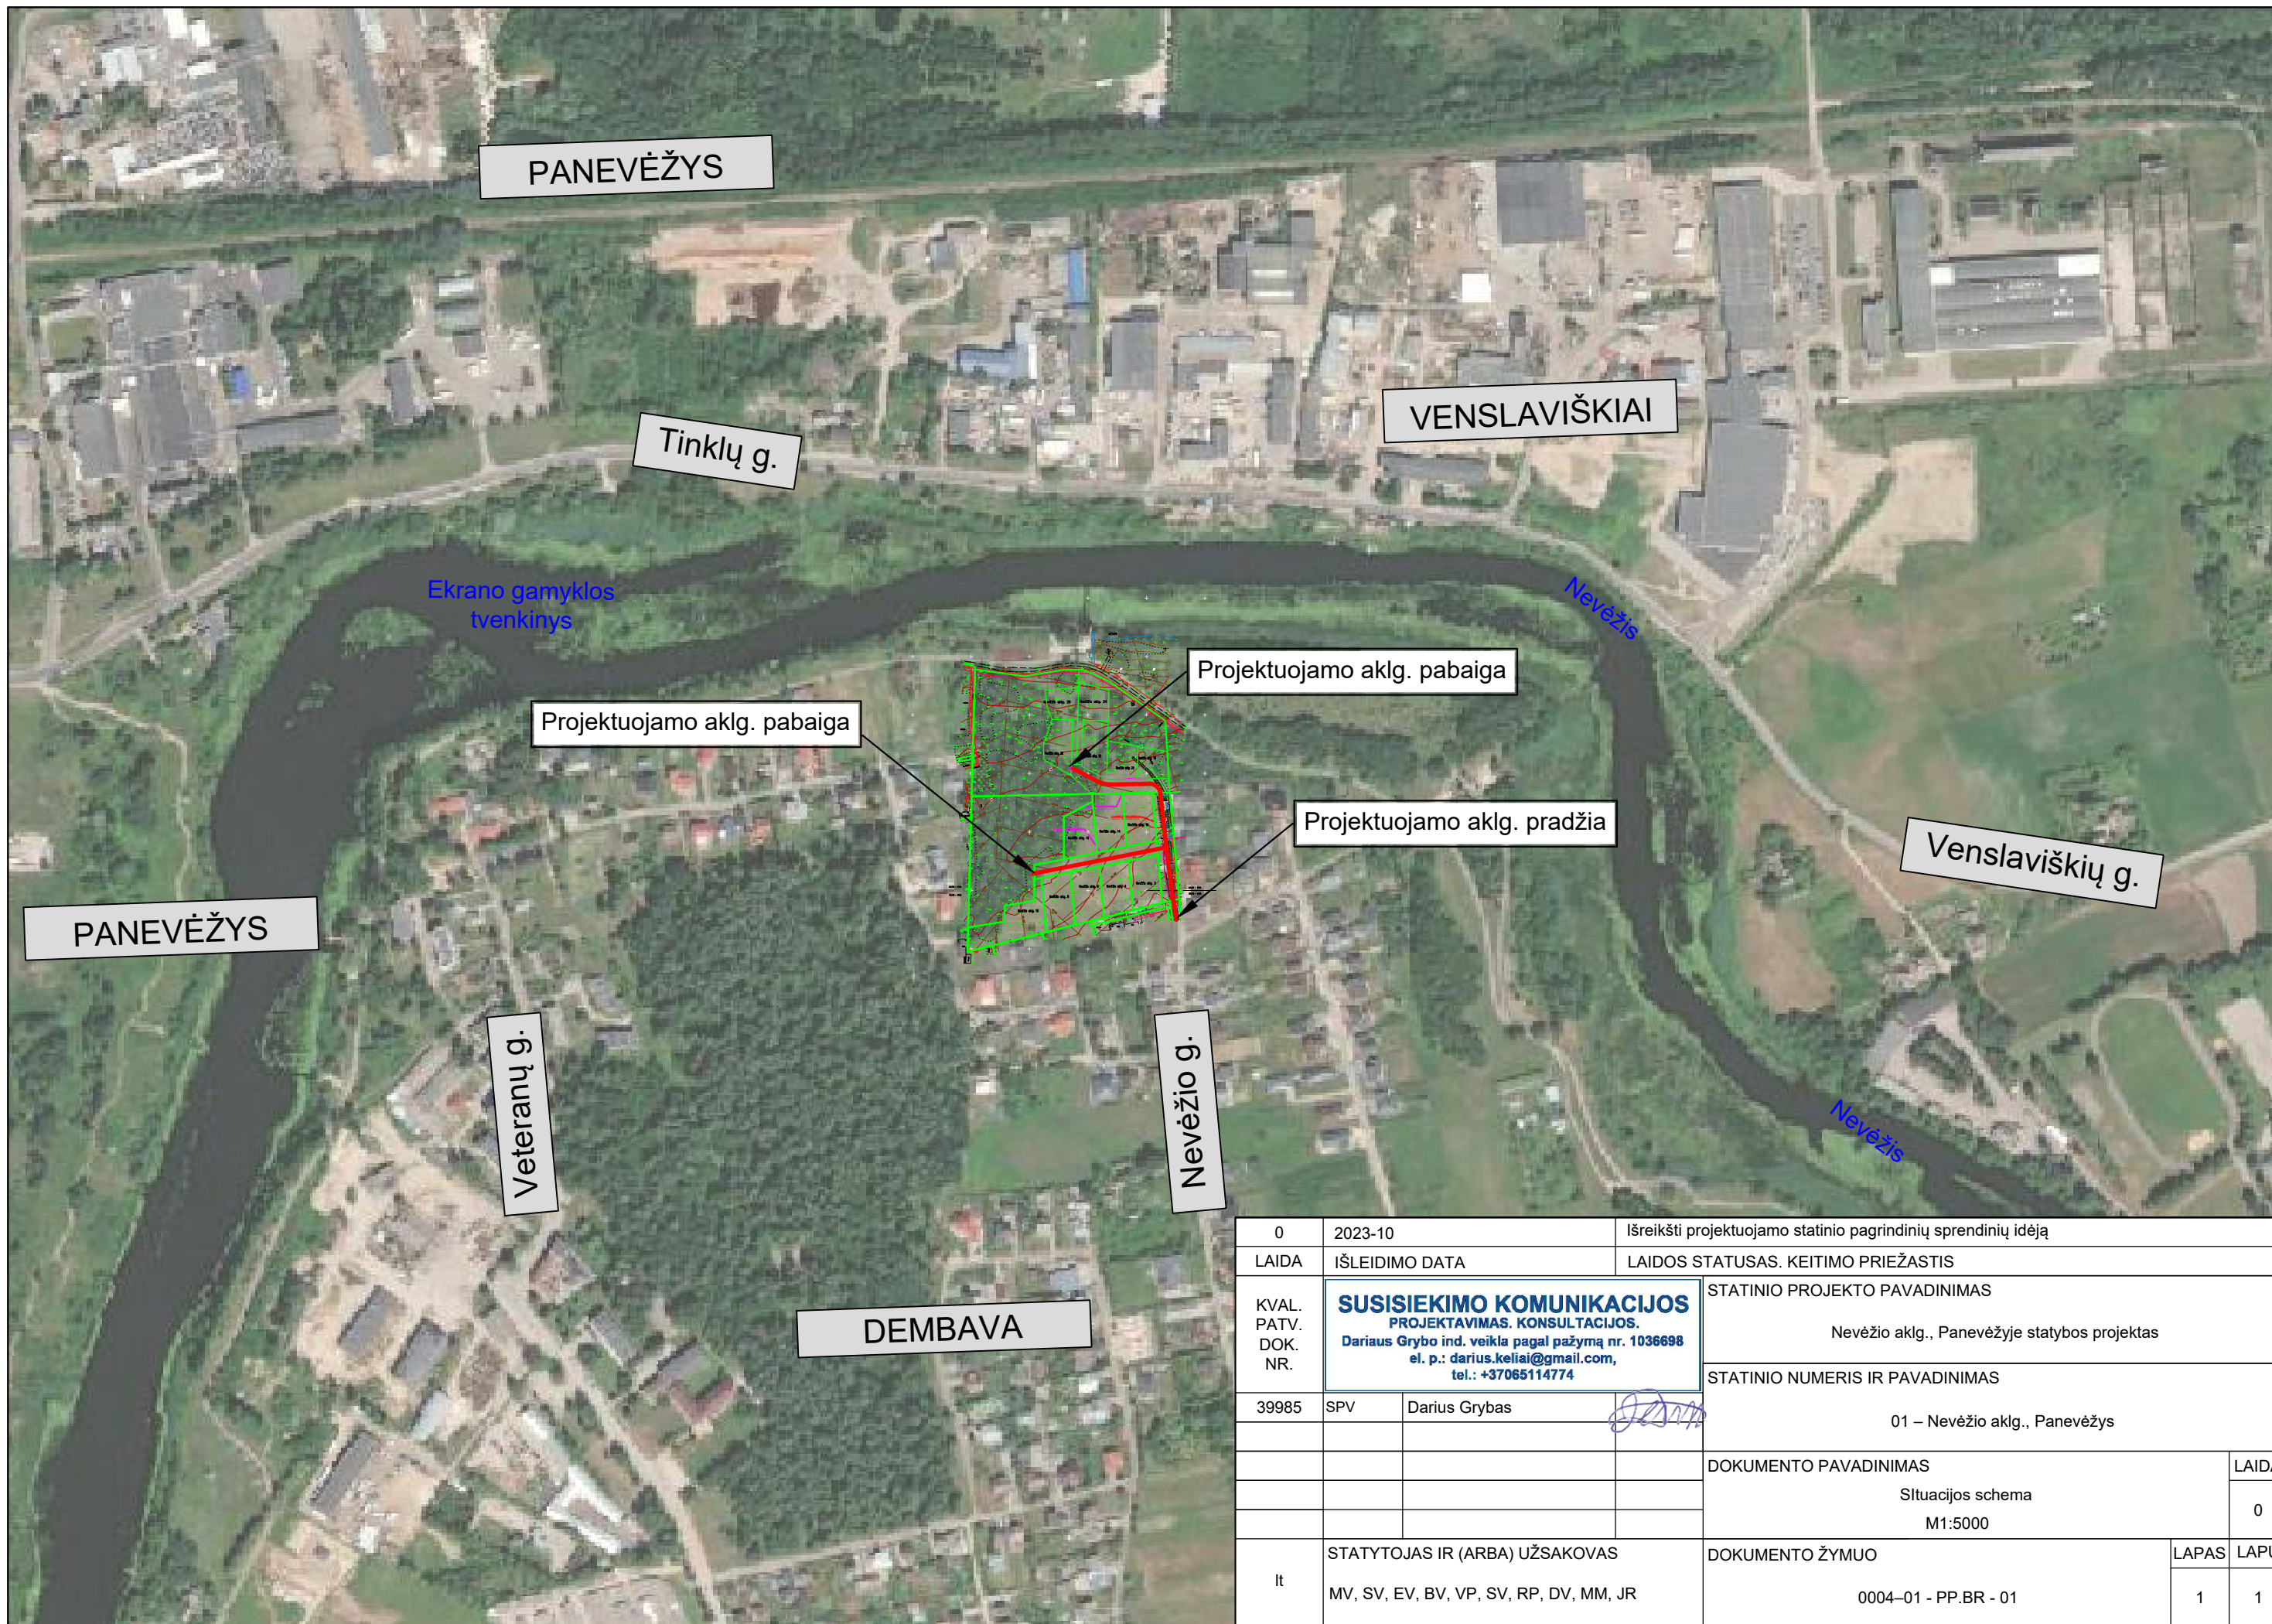 PANEVĖŽYS
VENSLAVIŠKIAI
Tinklų g.
Ekrano gamyklos
tvenkinys
Nevėžis
Projektuojamo aklg. pabaiga
Projektuojamo aklg. pabaiga
Projektuojamo aklg. pradžia
Venslaviškių g.
PANEVĖŽYS
Veteranų g.
Nevėžio g.
Nevėžis
DEMBAVA
0 2023-10 Išreikšti projektuojamo statinio pagrindinių sprendinių idėją
LAIDA IŠLEIDIMO DATA LAIDOS STATUSAS. KEITIMO PRIEŽASTIS
KVAL.
PATV.
DOK.
NR.
SUSISIEKIMO KOMUNIKACIJOS
PROJEKTAVIMAS. KONSULTACIJOS.
Dariaus Grybo ind. veikla pagal pažymą nr. 1036698
el. p.: darius.keliai@gmail.com,
tel.: +37065114774
STATINIO PROJEKTO PAVADINIMAS
Nevėžio aklg., Panevėžyje statybos projektas
STATINIO NUMERIS IR PAVADINIMAS
01 – Nevėžio aklg., Panevėžys
39985 SPV Darius Grybas
DOKUMENTO PAVADINIMAS
SItuacijos schema
M1:5000
LAIDA
0
lt
STATYTOJAS IR (ARBA) UŽSAKOVAS
MV, SV, EV, BV, VP, SV, RP, DV, MM, JR
DOKUMENTO ŽYMUO
0004–01 - PP.BR - 01
LAPAS LAPŲ
1 1